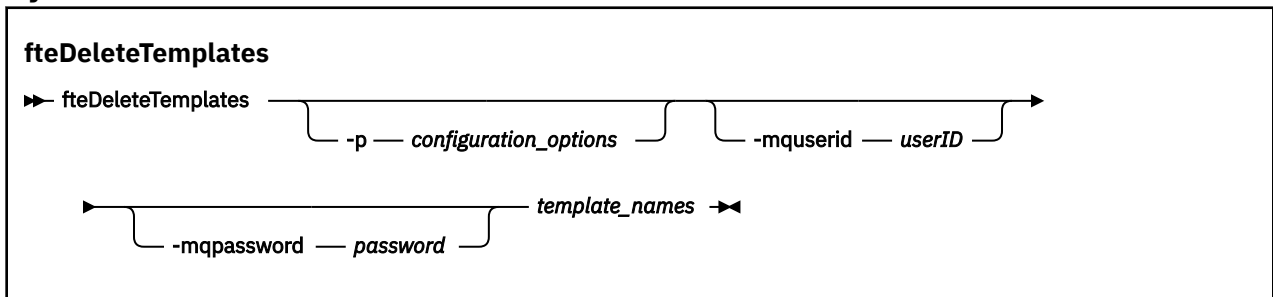 fteDeleteTemplates
fteDeleteTemplates
-p configuration_options -mquserid userID
template_names
-mqpassword password